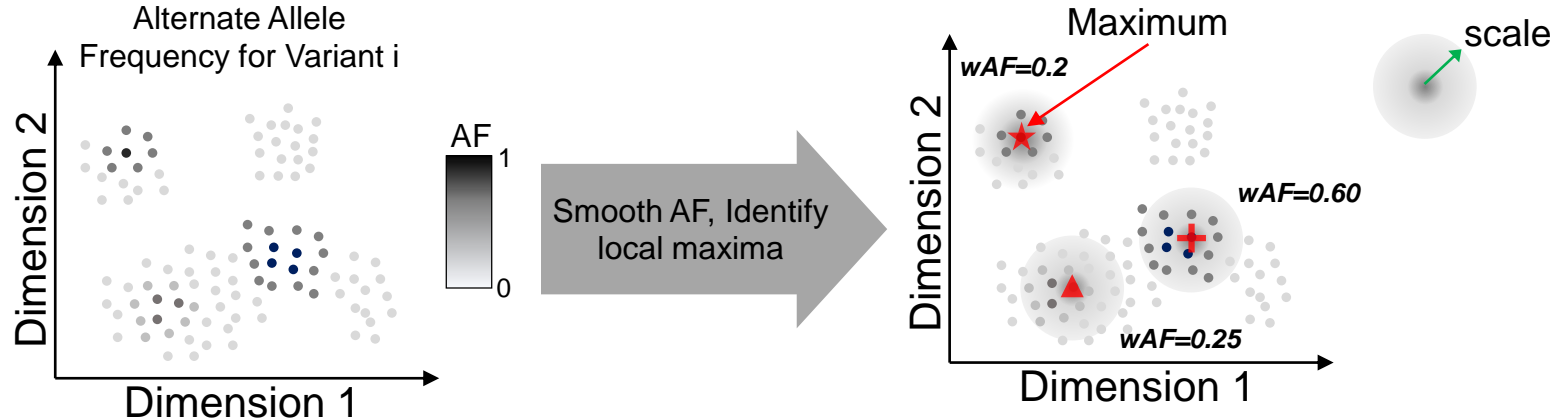 Alternate Allele
Frequency for Variant i
Dimension 2
Dimension 1
AF
1
0
Smooth AF, Identify
local maxima
Maximum
wAF=0.2
wAF=0.60
wAF=0.25
Dimension 2
Dimension 1
scale